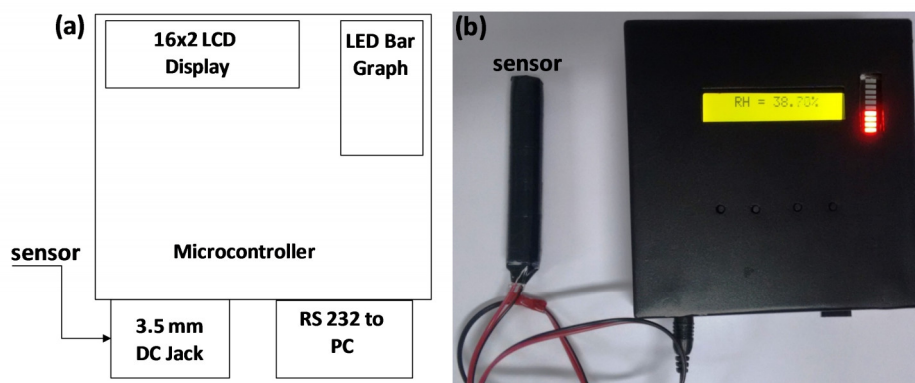 (a)
16x2 LCD
Display
LED Bar
Graph
sensor
Microcontroller
3.5 mm
DC Jack
RS 232 to
PC
(b)
sensor
RH = 38.70%